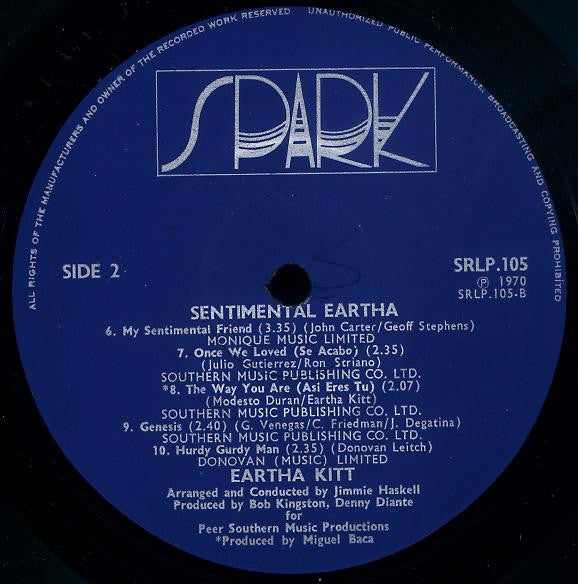 ALL RIGHTS OF THE MANUFACTURERS AND OWNER OF THE RECORDED WORK RESERVED
UNAUTHORIZED PUBLIC PERFORMANCE, BROADCASTING AND COPYING PROHIBITED
SPARK
SIDE 2
SRLP.105
Ⓟ 1970
SRLP.105-B
SENTIMENTAL EARTHA
6. My Sentimental Friend (3.35) (John Carter/Geoff Stephens)
MONIQUE MUSIC LIMITED
7. Once We Loved (Se Acabo) (2.35)
(Julio Gutierrez/Ron Striano)
SOUTHERN MUSIC PUBLISHING CO. LTD.
*8. The Way You Are (Asi Eres Tu) (2.07)
(Modesto Duran/Eartha Kitt)
SOUTHERN MUSIC PUBLISHING CO. LTD.
9. Genesis (2.40) (G. Venegas/C. Friedman/J. Degatina)
SOUTHERN MUSIC PUBLISHING CO. LTD.
10. Hurdy Gurdy Man (2.35) (Donovan Leitch)
DONOVAN (MUSIC) LIMITED
EARTHA KITT
Arranged and Conducted by Jimmie Haskell
Produced by Bob Kingston, Denny Diante
for
Peer Southern Music Productions
*Produced by Miguel Baca